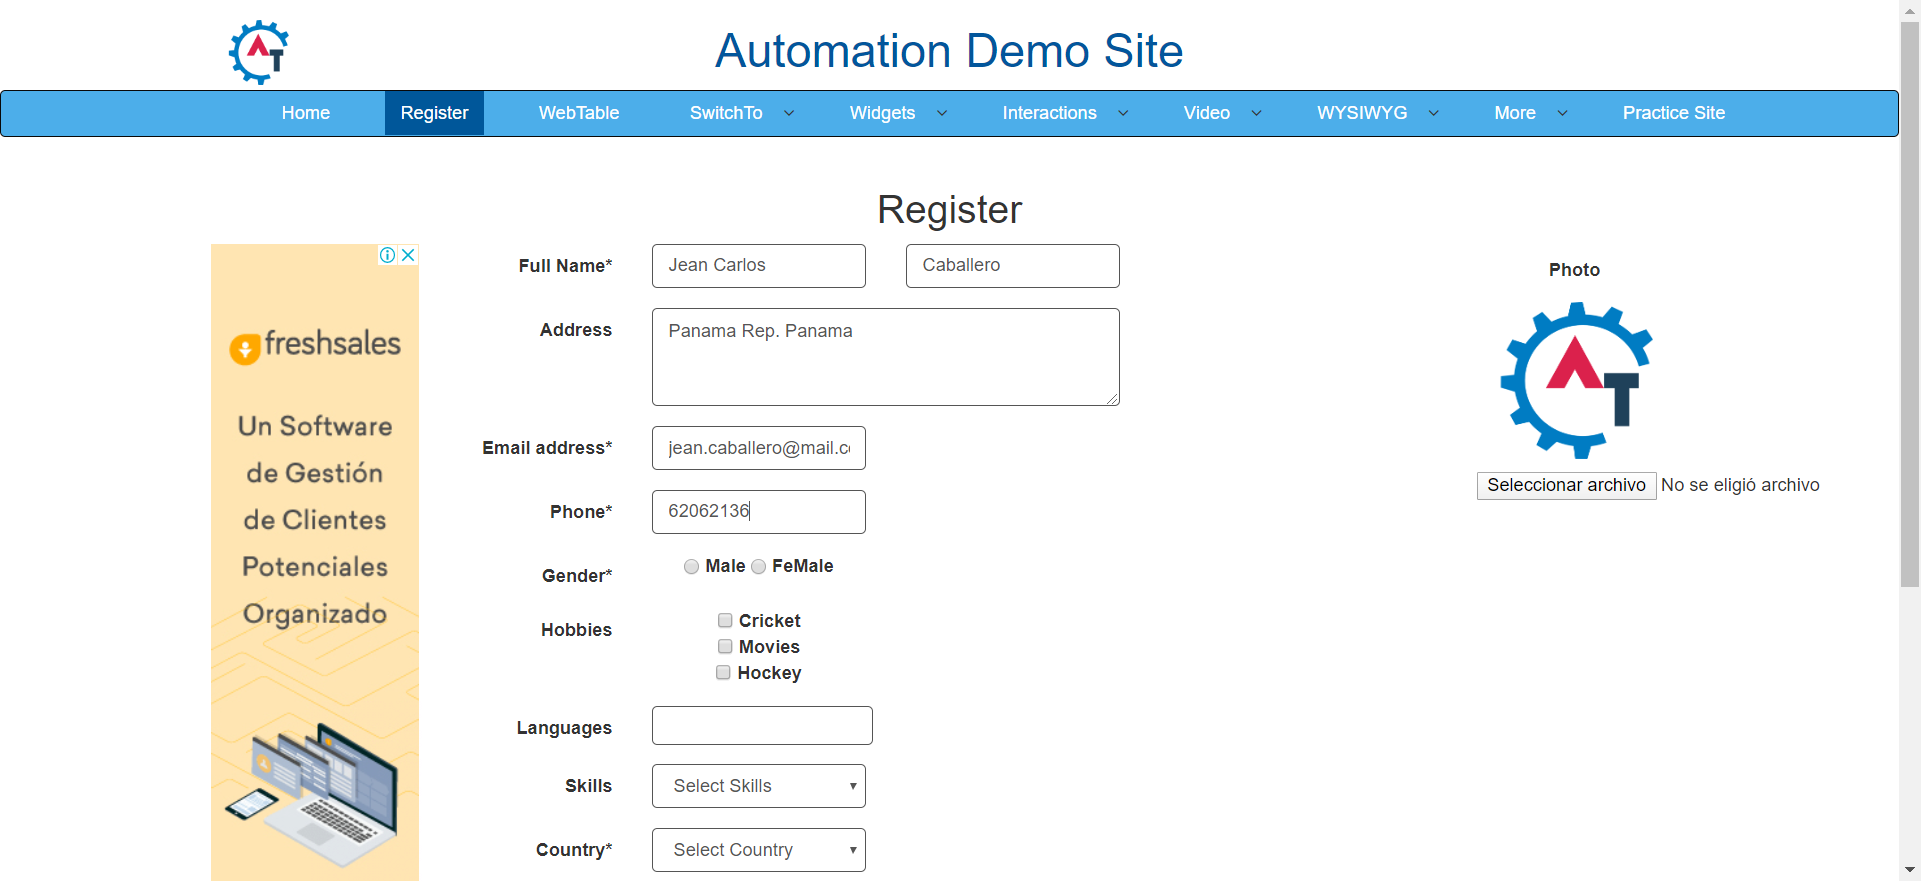 AT
Automation Demo Site
Home Register WebTable SwitchTo Widgets Interactions Video WYSIWYG More Practice Site
Register
freshsales
Un Software
de Gestión
de Clientes
Potenciales
Organizado
Full Name* Jean Carlos Caballero
Address Panama Rep. Panama
Email address* jean.caballero@mail.c
Phone* 62062136
Gender* Male FeMale
Hobbies Cricket
Movies
Hockey
Languages
Skills Select Skills
Country* Select Country
Photo
AT
Seleccionar archivo No se eligió archivo